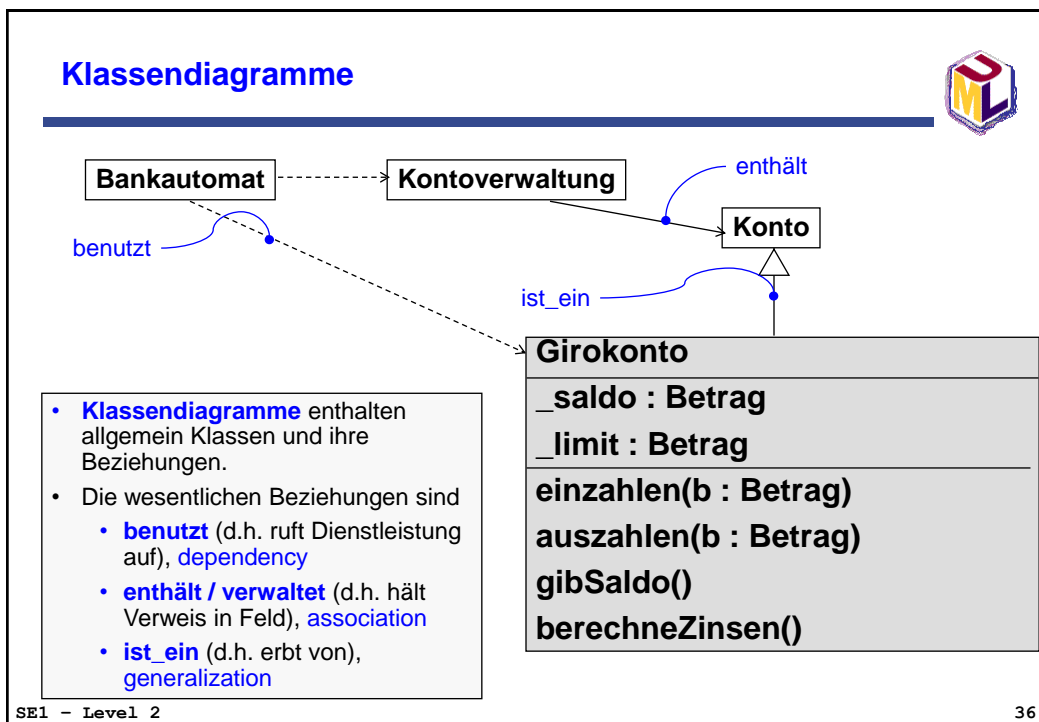 Klassendiagramme
UML
Bankautomat
Kontoverwaltung
enthält
Konto
benutzt
ist_ein
Girokonto
_saldo : Betrag
_limit : Betrag
einzahlen(b : Betrag)
auszahlen(b : Betrag)
gibSaldo()
berechneZinsen()
• Klassendiagramme enthalten
allgemein Klassen und ihre
Beziehungen.
• Die wesentlichen Beziehungen sind
• benutzt (d.h. ruft Dienstleistung
auf), dependency
• enthält / verwaltet (d.h. hält
Verweis in Feld), association
• ist_ein (d.h. erbt von),
generalization
SE1 – Level 2
36